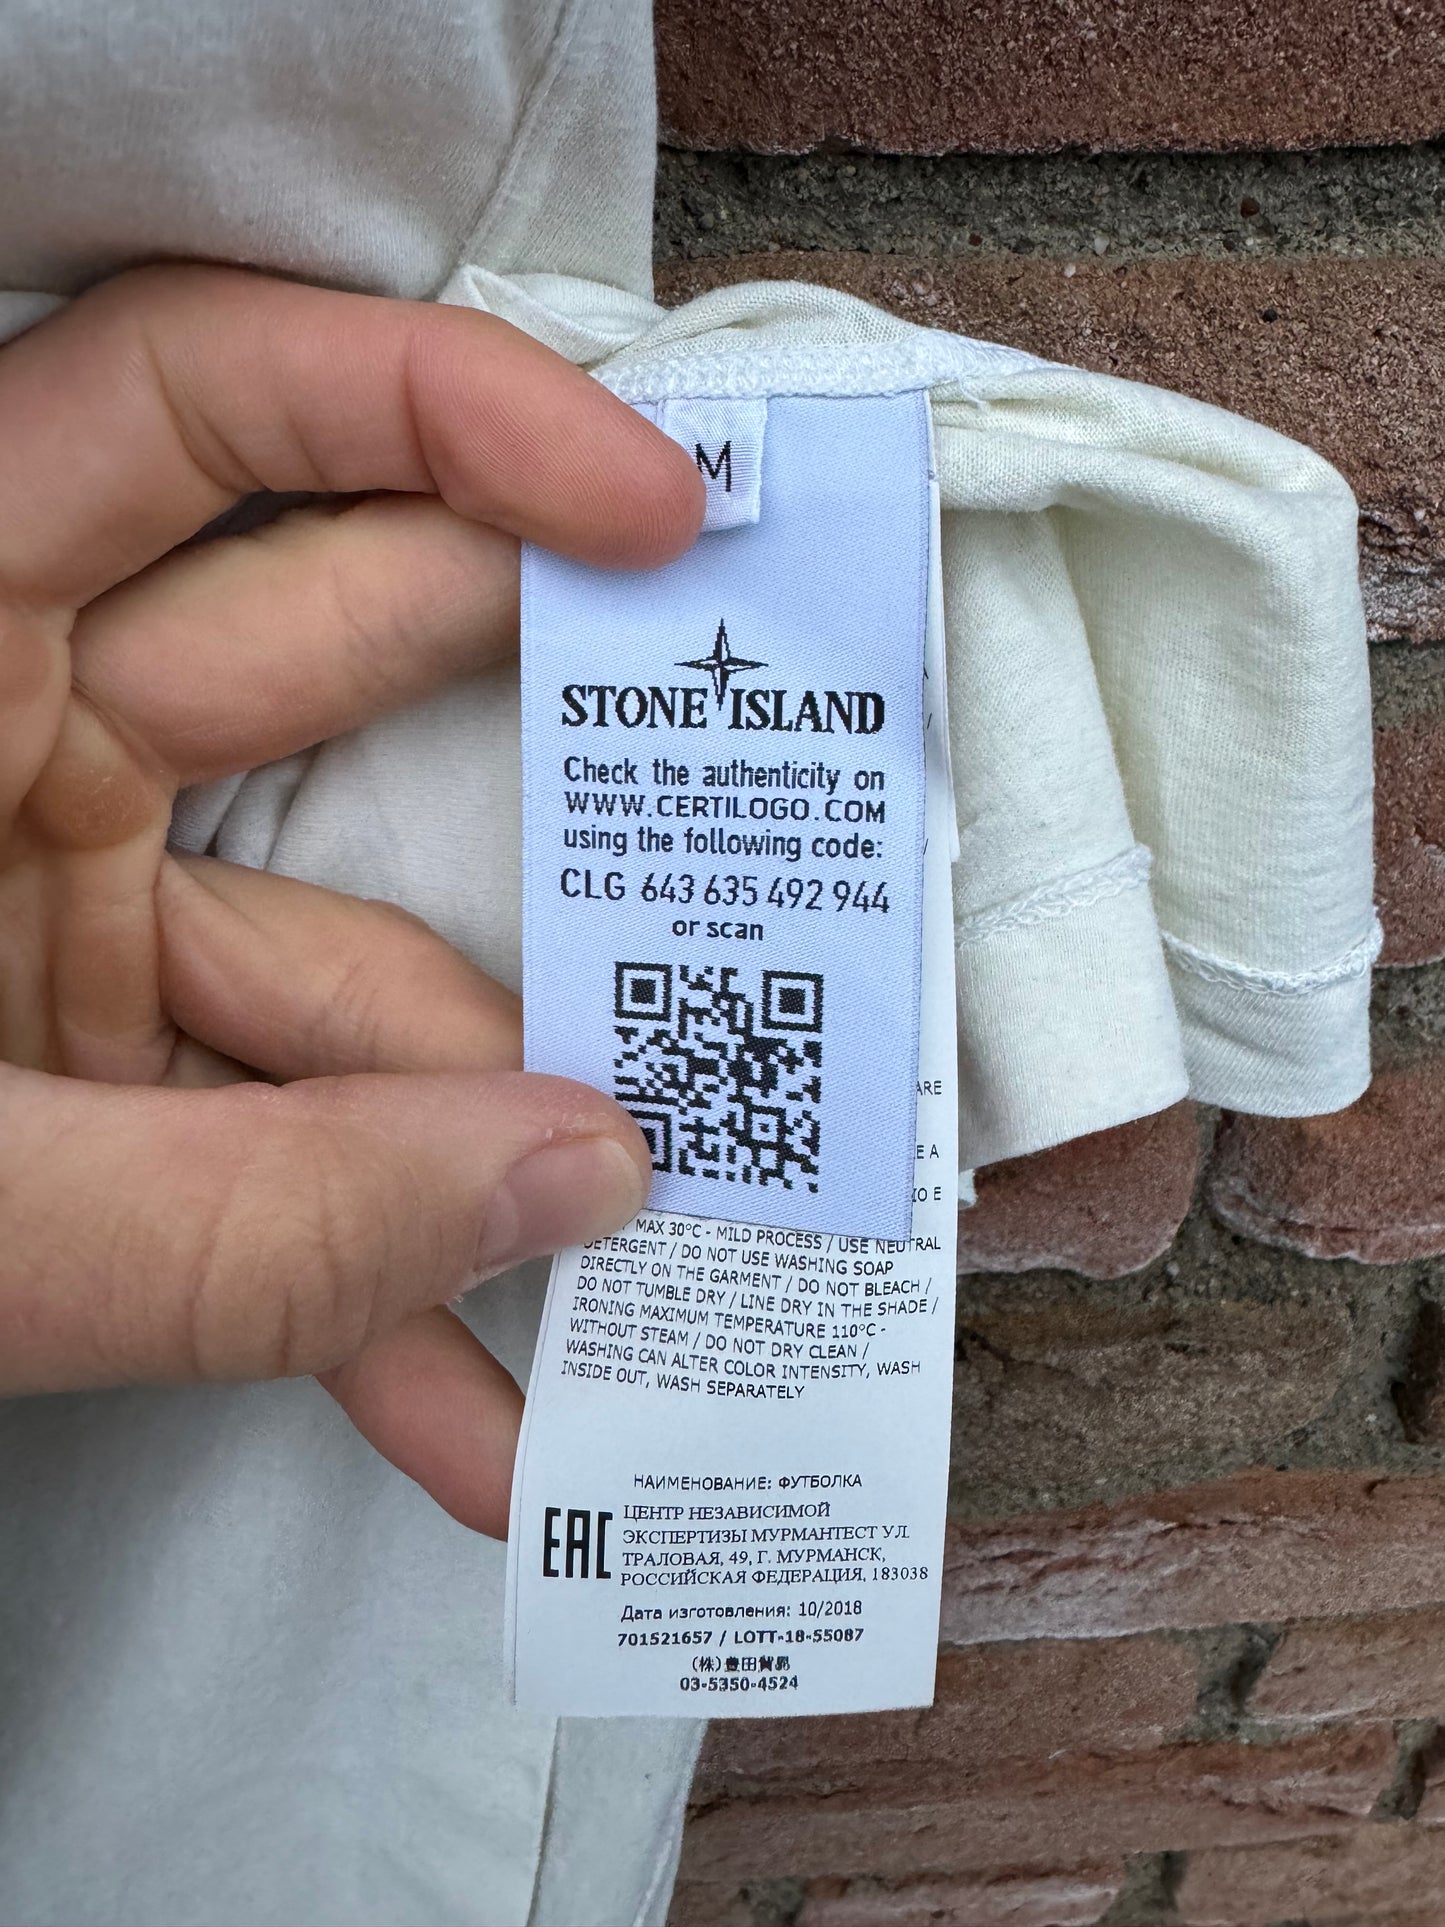 M
STONE ISLAND
Check the authenticity on
WWW.CERTILOGO.COM
using the following code:
CLG 643 635 492 944
or scan
ARE
E A
IO E
MAX 30°C - MILD PROCESS / USE NEUTRAL
DETERGENT / DO NOT USE WASHING SOAP
DIRECTLY ON THE GARMENT / DO NOT BLEACH /
DO NOT TUMBLE DRY / LINE DRY IN THE SHADE /
IRONING MAXIMUM TEMPERATURE 110°C -
WITHOUT STEAM / DO NOT DRY CLEAN /
WASHING CAN ALTER COLOR INTENSITY, WASH
INSIDE OUT, WASH SEPARATELY
НАИМЕНОВАНИЕ: ФУТБОЛКА
EAC
ЦЕНТР НЕЗАВИСИМОЙ
ЭКСПЕРТИЗЫ МУРМАНТЕСТ УЛ.
ТРАЛОВАЯ, 49, Г. МУРМАНСК,
РОССИЙСКАЯ ФЕДЕРАЦИЯ, 183038
Дата изготовления: 10/2018
701521657 / LOTT-18-55087
(株)豊田貿易
03-5350-4524